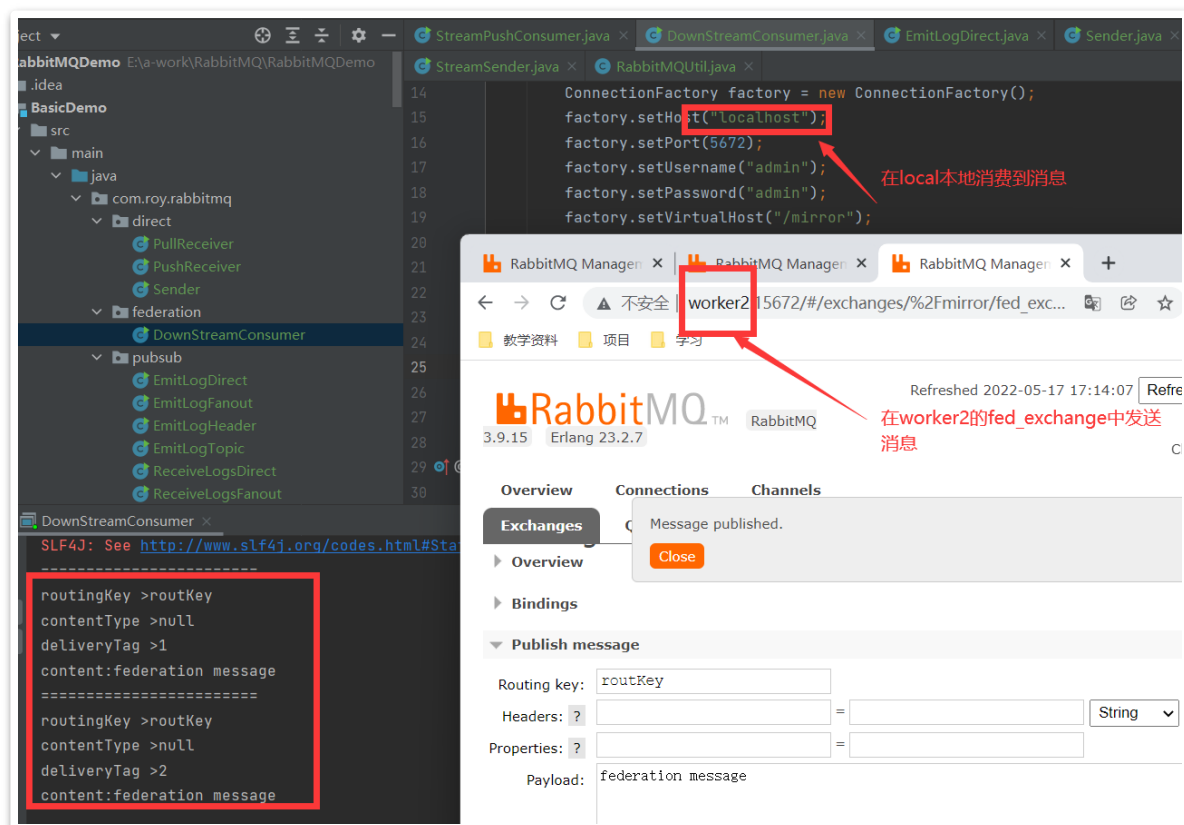 ject
StreamPushConsumer.java
DownStreamConsumer.java
EmitLogDirect.java
Sender.java
StreamSender.java
RabbitMQUtil.java
RabbitMQDemo E:\a-work\RabbitMQ\RabbitMQDemo
.idea
BasicDemo
src
main
java
com.roy.rabbitmq
direct
PullReceiver
PushReceiver
Sender
federation
DownStreamConsumer
pubsub
EmitLogDirect
EmitLogFanout
EmitLogHeader
EmitLogTopic
ReceiveLogsDirect
ReceiveLogsFanout
14 ConnectionFactory factory = new ConnectionFactory();
15 factory.setHost("localhost");
16 factory.setPort(5672);
17 factory.setUsername("admin");
18 factory.setPassword("admin");
19 factory.setVirtualHost("/mirror");
20
21
22
23
24
25
26
27
28
29
30
在local本地消费到消息
RabbitMQ Managem
RabbitMQ Managem
RabbitMQ Managem
不安全 | worker2:15672/#/exchanges/%2Fmirror/fed_exc...
教学资料 项目 学习
Refreshed 2022-05-17 17:14:07 Refre
RabbitMQ TM RabbitMQ
3.9.15 Erlang 23.2.7
在worker2的fed_exchange中发送
消息
Overview Connections Channels
Exchanges
Message published.
Close
Overview
Bindings
Publish message
Routing key: routKey
Headers: ? = String
Properties: ? =
Payload: federation message
DownStreamConsumer
SLF4J: See http://www.slf4j.org/codes.html#Sta
------------------------
routingKey >routKey
contentType >null
deliveryTag >1
content:federation message
========================
routingKey >routKey
contentType >null
deliveryTag >2
content:federation message